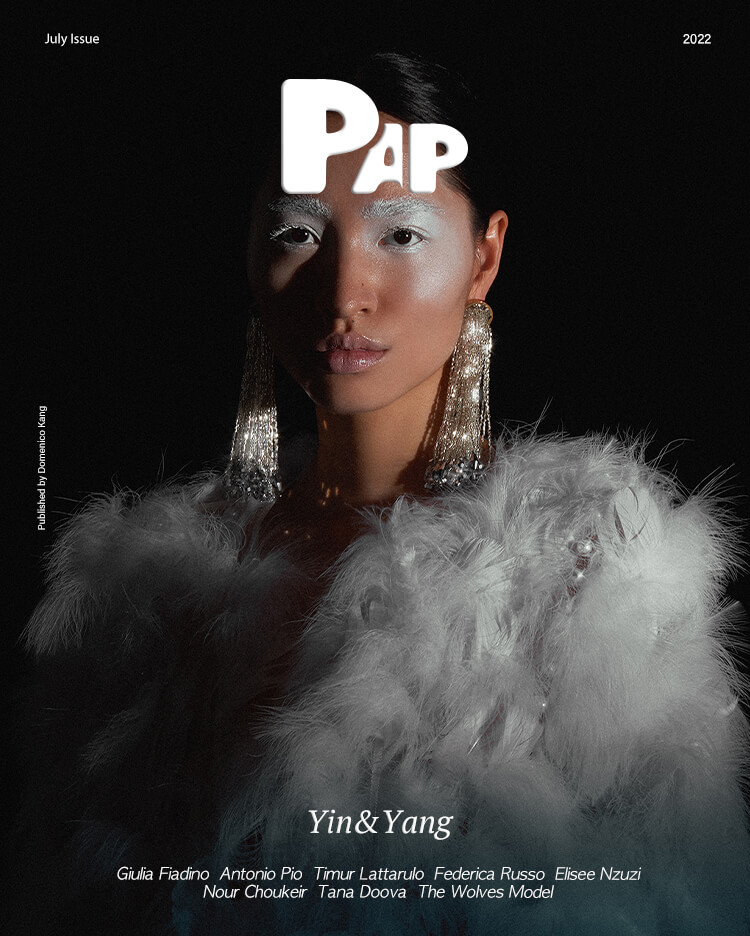 July Issue
2022
PAP
Published by Domenico Kang
Yin&Yang
Giulia Fiadino Antonio Pio Timur Lattarulo Federica Russo Elisee Nzuzi
Nour Choukeir Tana Doova The Wolves Model